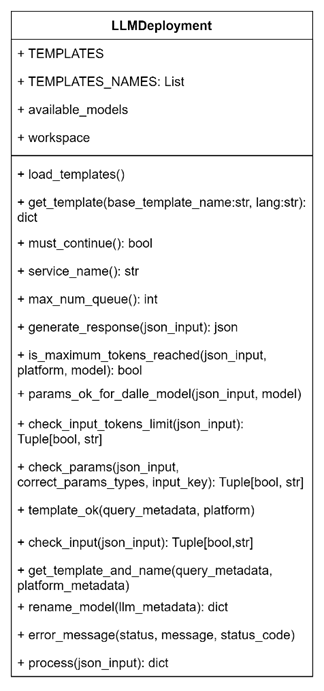 LLMDeployment
+ TEMPLATES
+ TEMPLATES_NAMES: List
+ available_models
+ workspace
+ load_templates()
+ get_template(base_template_name:str, lang:str):
dict
+ must_continue(): bool
+ service_name(): str
+ max_num_queue(): int
+ generate_response(json_input): json
+ is_maximum_tokens_reached(json_input,
platform, model): bool
+ params_ok_for_dalle_model(json_input, model)
+ check_input_tokens_limit(json_input):
Tuple[bool, str]
+ check_params(json_input,
correct_params_types, input_key): Tuple[bool, str]
+ template_ok(query_metadata, platform)
+ check_input(json_input): Tuple[bool,str]
+ get_template_and_name(query_metadata,
platform_metadata)
+ rename_model(llm_metadata): dict
+ error_message(status, message, status_code)
+ process(json_input): dict